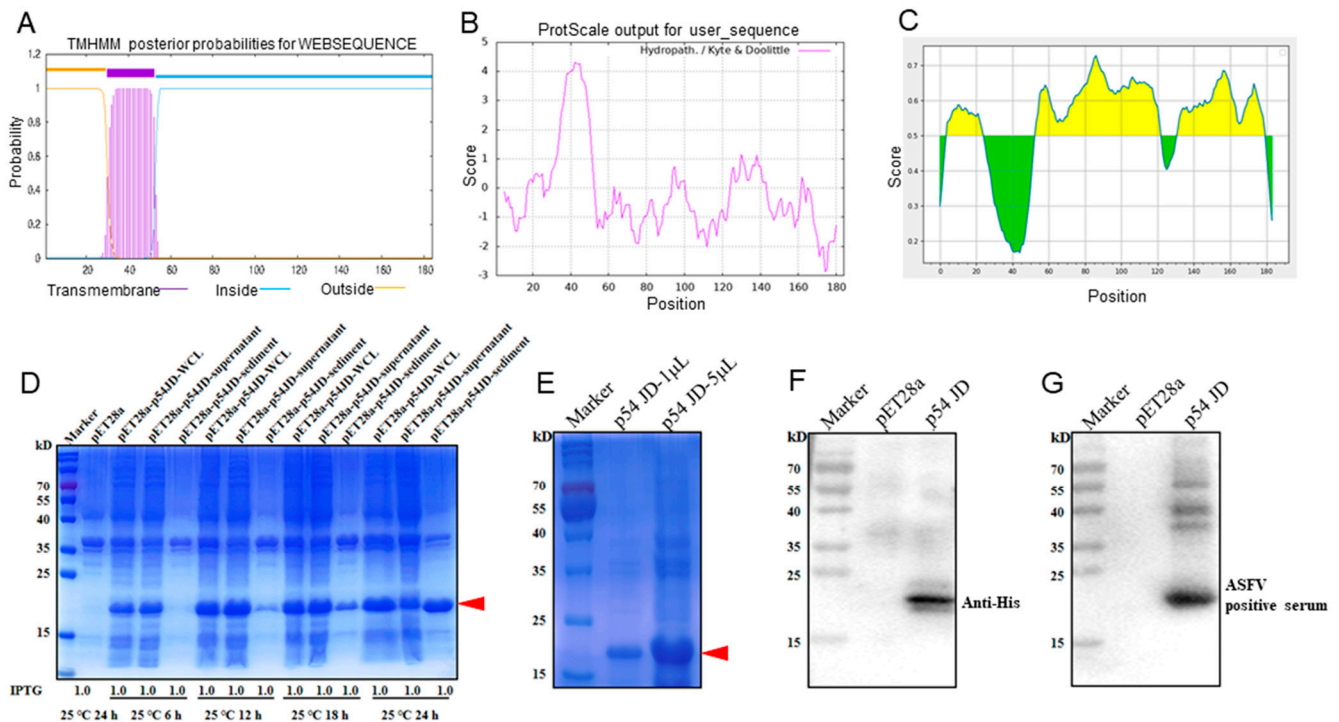 A
TMHMM posterior probabilities for WEBSEQUENCE
Probability
1.2
1
0.8
0.6
0.4
0.2
0
20 40 60 80 100 120 140 160 180
Transmembrane Inside Outside
B
ProtScale output for user_sequence
Hydropath. / Kyte & Doolittle
Score
5
4
3
2
1
0
-1
-2
-3
20 40 60 80 100 120 140 160 180
Position
C
Score
0.7
0.6
0.5
0.4
0.3
0.2
0 20 40 60 80 100 120 140 160 180
Position
D
Marker
pET28a
pET28a-p54JD-WCL
pET28a-p54JD-supernatant
pET28a-p54JD-sediment
pET28a-p54JD-WCL
pET28a-p54JD-supernatant
pET28a-p54JD-sediment
pET28a-p54JD-WCL
pET28a-p54JD-supernatant
pET28a-p54JD-sediment
pET28a-p54JD-WCL
pET28a-p54JD-supernatant
pET28a-p54JD-sediment
kD
70
55
40
35
25
15
IPTG 1.0 1.0 1.0 1.0 1.0 1.0 1.0 1.0 1.0 1.0 1.0 1.0 1.0
25 °C 24 h 25 °C 6 h 25 °C 12 h 25 °C 18 h 25 °C 24 h
E
Marker
p54 JD-1μL
p54 JD-5μL
kD
70
55
40
35
25
15
F
Marker
pET28a
p54 JD
kD
70
55
40
35
25
15
Anti-His
G
Marker
pET28a
p54 JD
kD
70
55
40
35
25
15
ASFV
positive serum